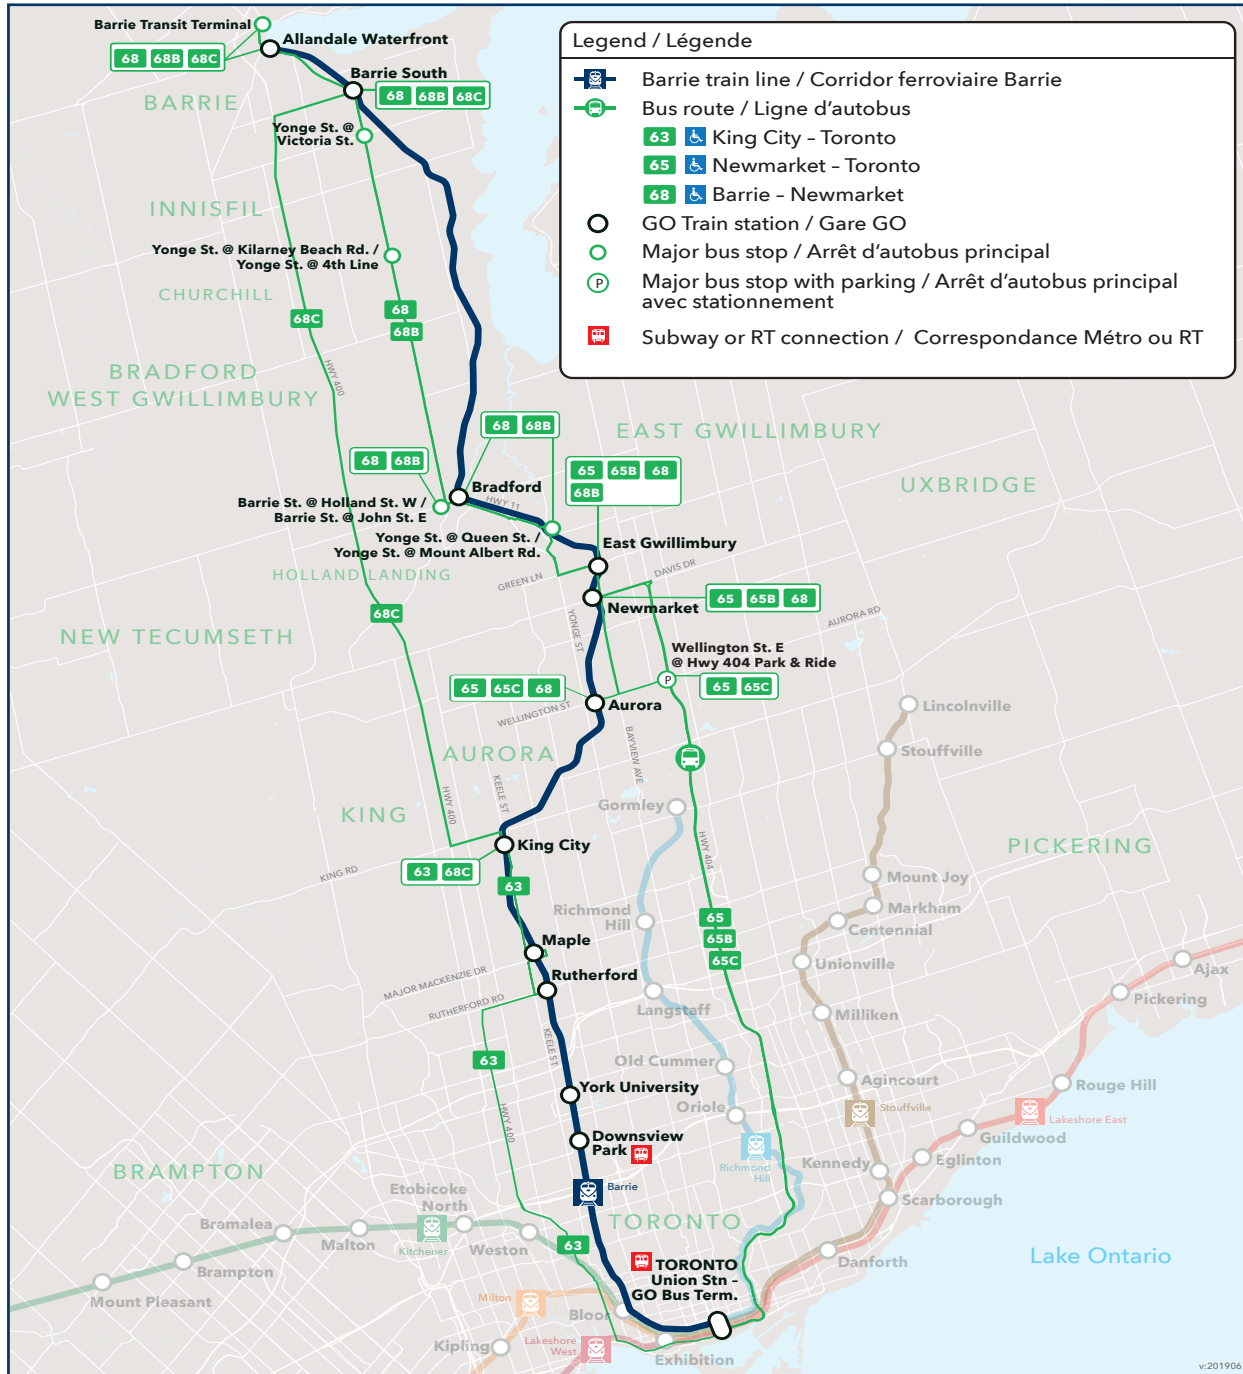 Barrie Transit Terminal
Allandale Waterfront
68 68B 68C
Barrie South
68 68B 68C
BARRIE
Yonge St. @
Victoria St.
Legend / Légende
Barrie train line / Corridor ferroviaire Barrie
Bus route / Ligne d'autobus
63 King City – Toronto
65 Newmarket – Toronto
68 Barrie – Newmarket
GO Train station / Gare GO
Major bus stop / Arrêt d'autobus principal
P Major bus stop with parking / Arrêt d'autobus principal
avec stationnement
Subway or RT connection / Correspondance Métro ou RT
INNISFIL
Yonge St. @ Kilarney Beach Rd. /
Yonge St. @ 4th Line
CHURCHILL
68C
68
68B
HWY 400
BRADFORD
WEST GWILLIMBURY
68 68B
EAST GWILLIMBURY
68 68B
65 65B 68
68B
UXBRIDGE
Bradford
HWY 11
Barrie St. @ Holland St. W /
Barrie St. @ John St. E
Yonge St. @ Queen St. /
Yonge St. @ Mount Albert Rd.
East Gwillimbury
HOLLAND LANDING
GREEN LN
DAVIS DR
68C
Newmarket
65 65B 68
NEW TECUMSETH
YONGE ST
AURORA RD
Wellington St. E
@ Hwy 404 Park & Ride
P
65 65C
65 65C 68
Aurora
WELLINGTON ST
Lincolnville
BAYVIEW AVE
Stouffville
AURORA
KEELE ST
HWY 400
Gormley
KING
HWY 404
King City
PICKERING
KING RD
63 68C
63
Mount Joy
Richmond
Hill
65
65B
65C
Markham
Centennial
Maple
Unionville
Ajax
MAJOR MACKENZIE DR
Rutherford
RUTHERFORD RD
Langstaff
Pickering
Milliken
KEELE ST
63
Old Cummer
Agincourt
York University
Rouge Hill
HWY 400
Oriole
Stouffville
Lakeshore East
Downsview
Park
Guildwood
Richmond
Hill
Kennedy
Eglinton
BRAMPTON
Barrie
Etobicoke
North
Scarborough
TORONTO
Bramalea
Malton
Kitchener
Weston
63
Danforth
Lake Ontario
Brampton
TORONTO
Union Stn –
GO Bus Term.
Mount Pleasant
Milton
Bloor
Kipling
Lakeshore
West
Exhibition
v:201906